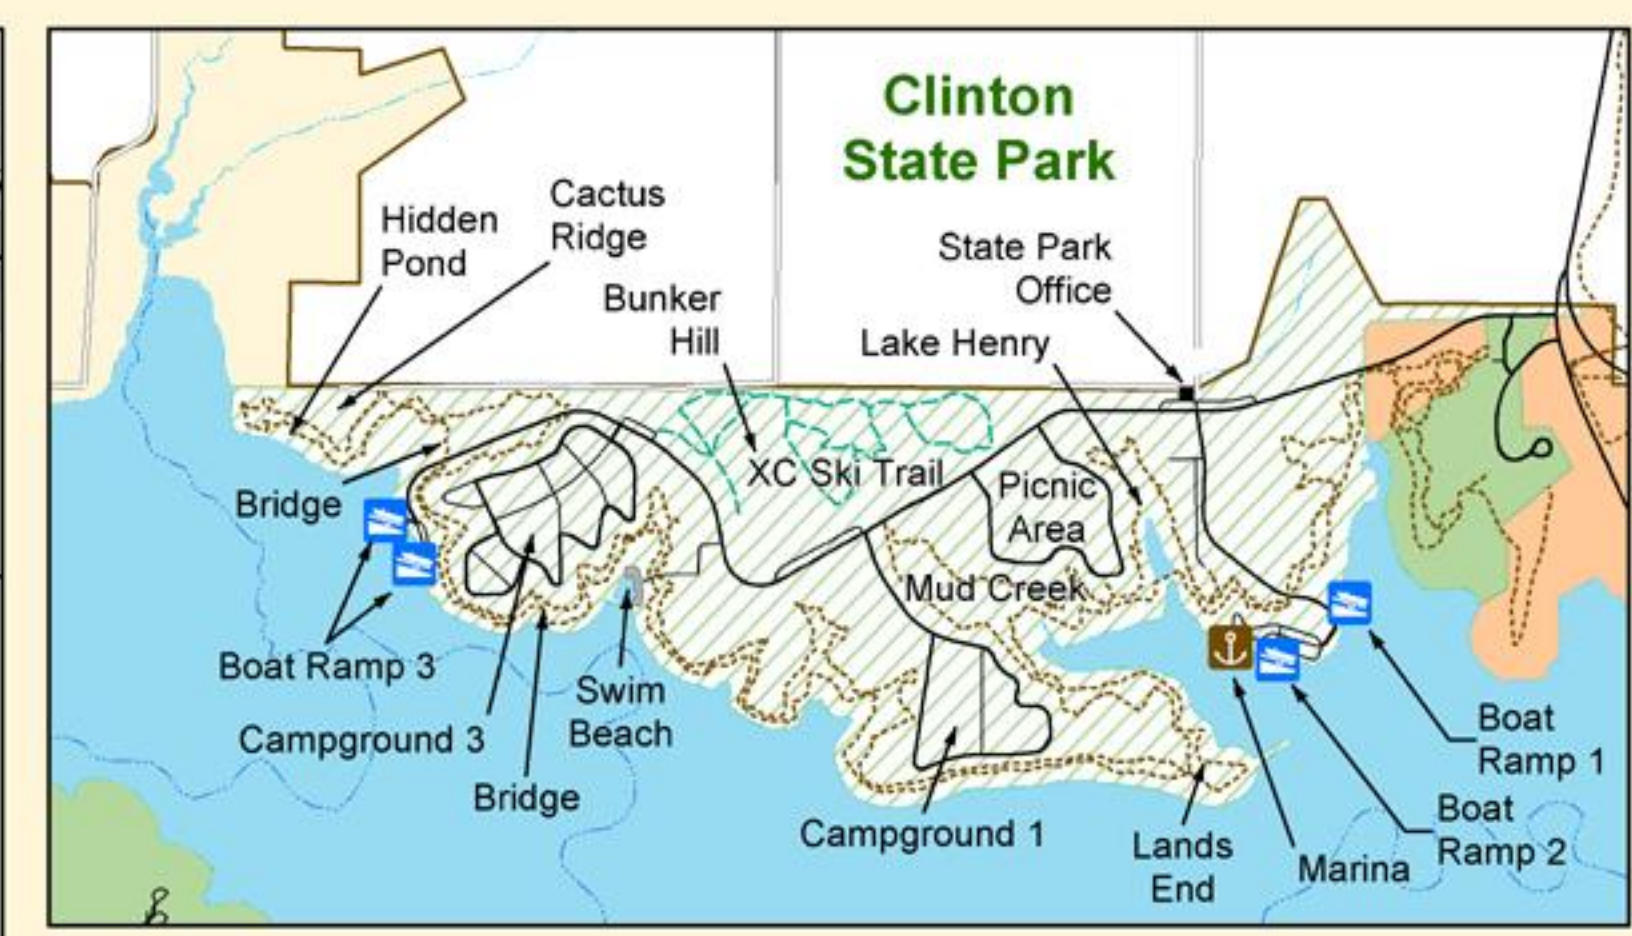 Clinton
State Park
Cactus
Ridge
Hidden
Pond
State Park
Office
Bunker
Hill
Lake Henry
XC Ski Trail
Picnic
Area
Bridge
Mud Creek
Boat Ramp 3
Swim
Beach
Campground 3
Boat
Ramp 1
Bridge
Campground 1
Lands
End
Boat
Ramp 2
Marina